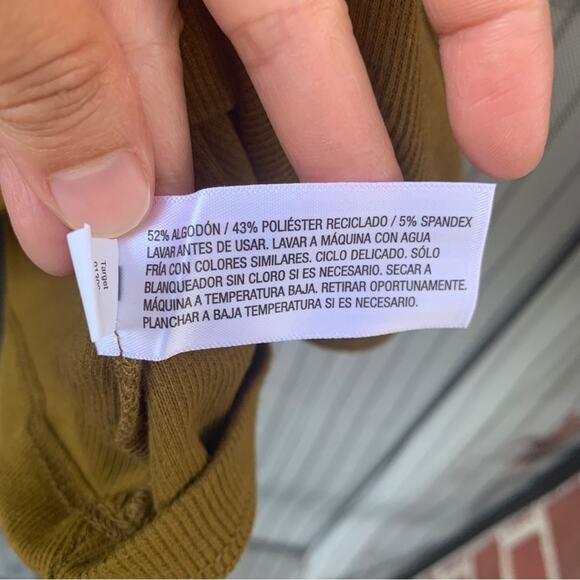 52% ALGODÓN / 43% POLIÉSTER RECICLADO / 5% SPANDEX
LAVAR ANTES DE USAR. LAVAR A MÁQUINA CON AGUA
FRÍA CON COLORES SIMILARES. CICLO DELICADO. SÓLO
BLANQUEADOR SIN CLORO SI ES NECESARIO. SECAR A
MÁQUINA A TEMPERATURA BAJA. RETIRAR OPORTUNAMENTE.
PLANCHAR A BAJA TEMPERATURA SI ES NECESARIO.
Target